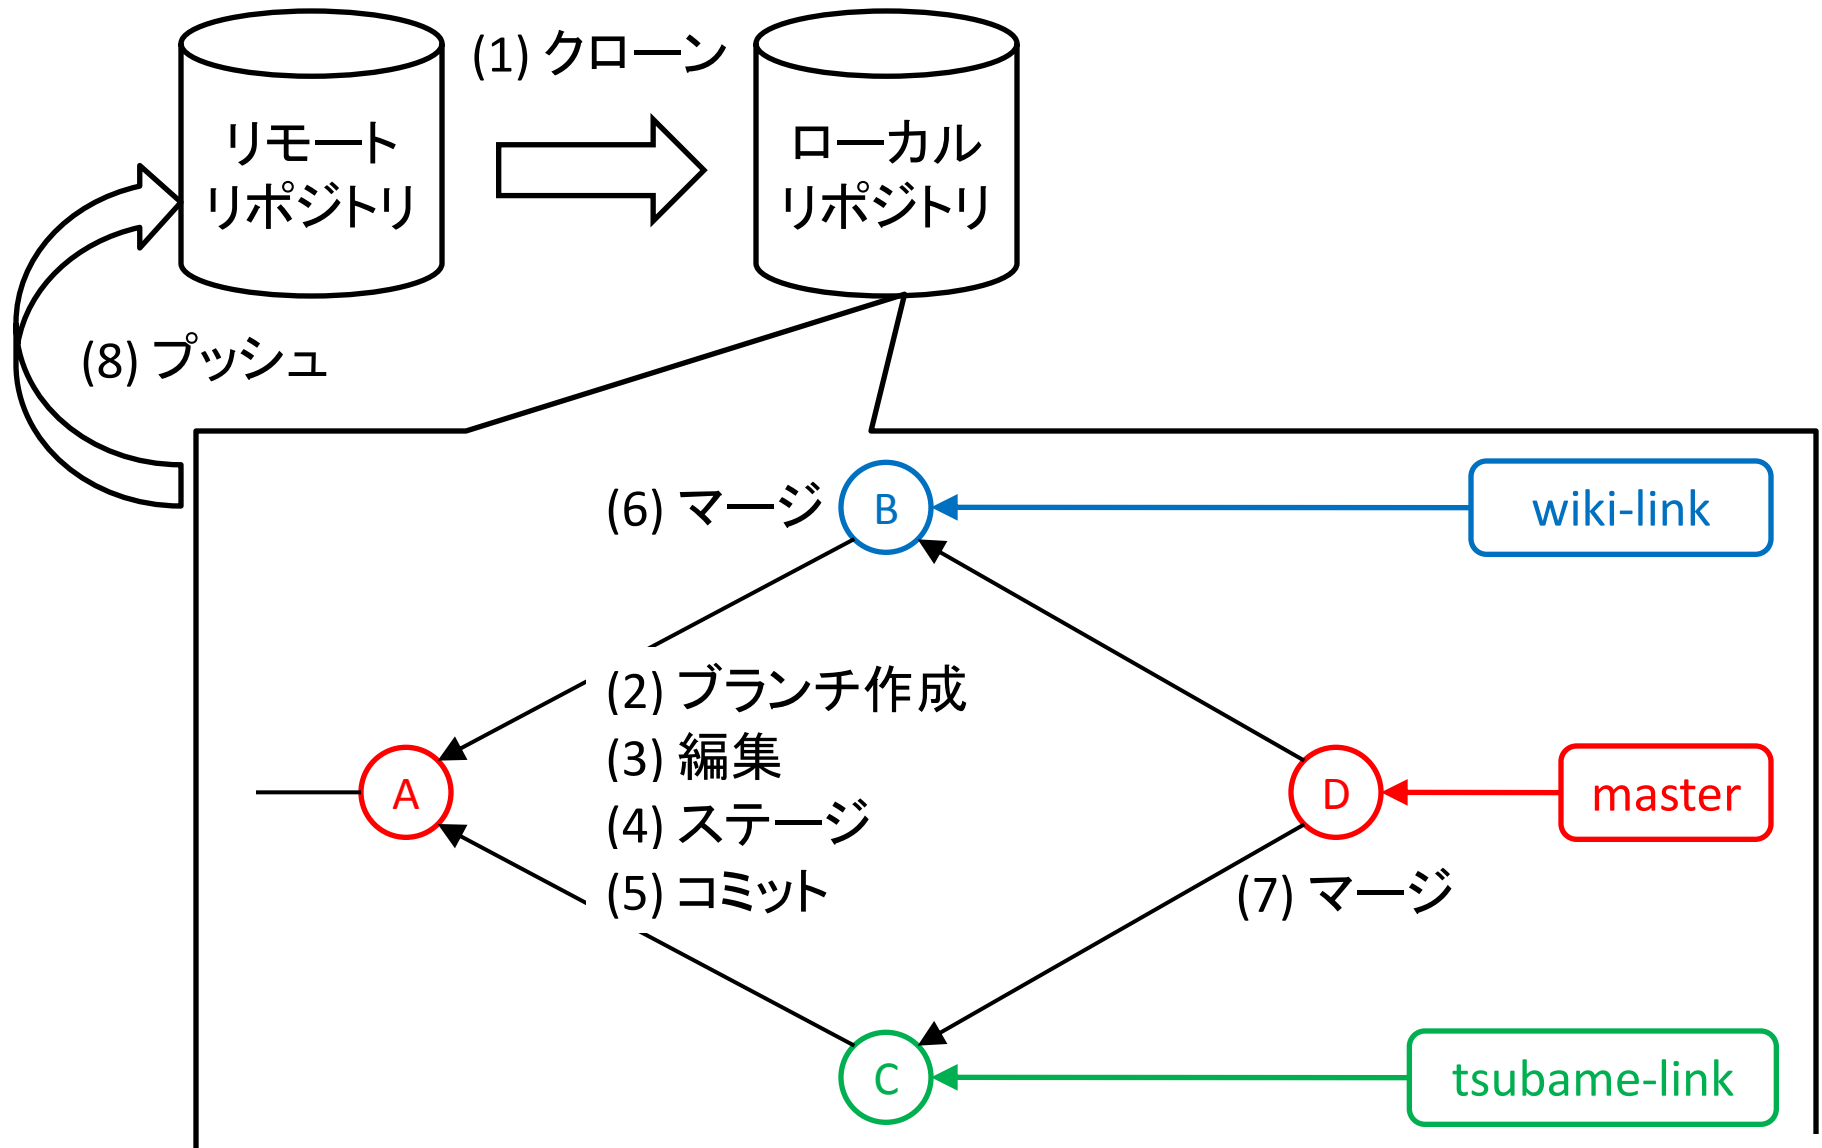 (1) クローン
リモート
リポジトリ
ローカル
リポジトリ
(8) プッシュ
(6) マージ
B
wiki-link
(2) ブランチ作成
(3) 編集
(4) ステージ
(5) コミット
A
D
master
(7) マージ
C
tsubame-link